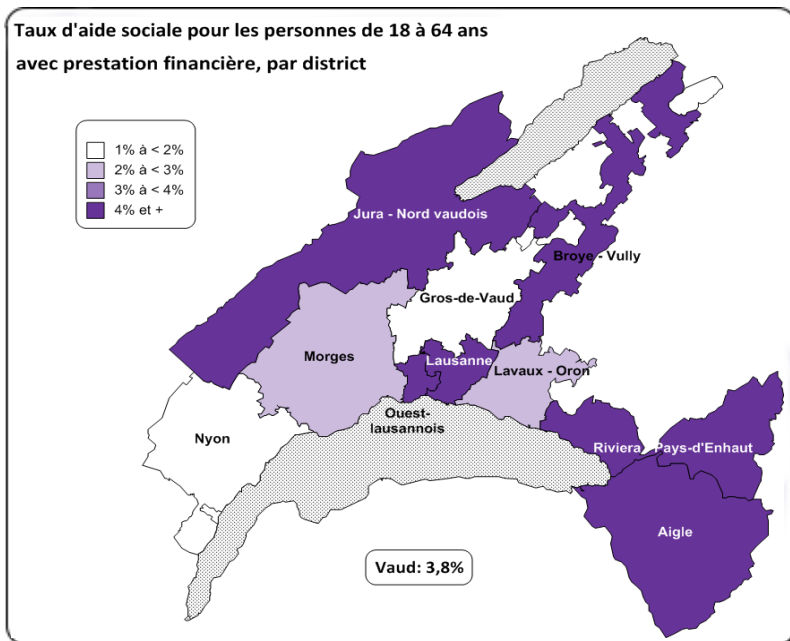 Taux d'aide sociale pour les personnes de 18 à 64 ans
avec prestation financière, par district
1% à < 2%
2% à < 3%
3% à < 4%
4% et +
Jura - Nord vaudois
Broye - Vully
Gros-de-Vaud
Morges
Lausanne
Lavaux - Oron
Ouest-
lausannois
Nyon
Riviera Pays-d'Enhaut
Aigle
Vaud: 3,8%